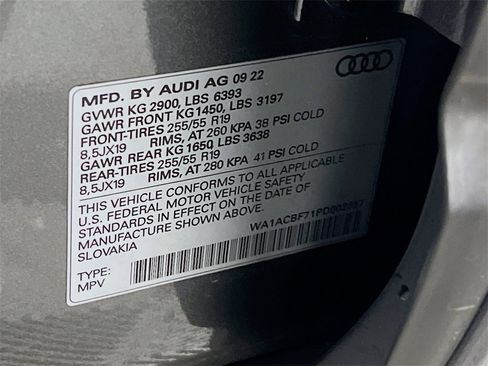 MFD. BY AUDI AG 09 22
GVWR KG 2900, LBS 6393
GAWR FRONT KG1450, LBS 3197
FRONT-TIRES 255/55 R19
8,5JX19 RIMS, AT 260 KPA 38 PSI COLD
GAWR REAR KG 1650 LBS 3638
REAR-TIRES 255/55 R19
8,5JX19 RIMS, AT 280 KPA 41 PSI COLD
THIS VEHICLE CONFORMS TO ALL APPLICABLE
U.S. FEDERAL MOTOR VEHICLE SAFETY
STANDARDS IN EFFECT ON THE DATE OF
MANUFACTURE SHOWN ABOVE.
SLOVAKIA
TYPE:
MPV